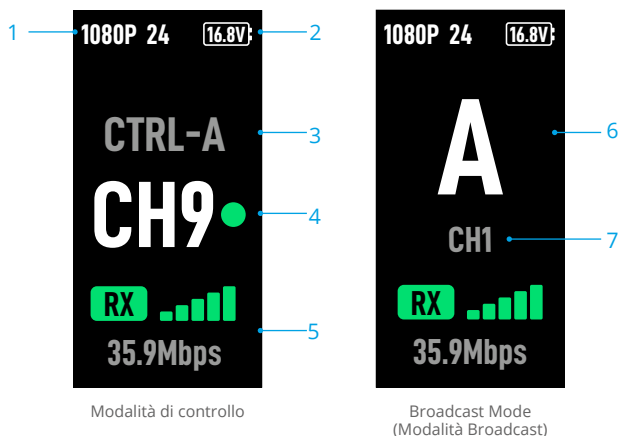 1
1080P 24
16.8V
2
CTRL-A
3
CH9
4
RX
5
35.9Mbps
Modalità di controllo
1080P 24
16.8V
A
6
CH1
7
RX
35.9Mbps
Broadcast Mode
(Modalità Broadcast)